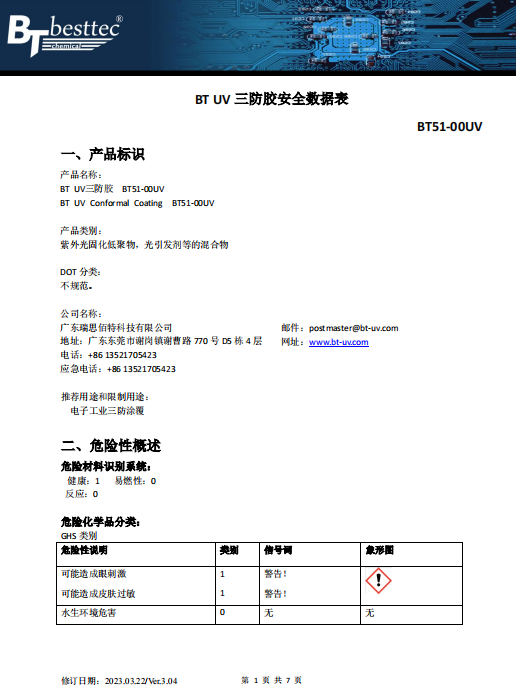 BT besttec®
chemical
BT UV 三防胶安全数据表
BT51-00UV
一、产品标识
产品名称：
BT UV三防胶 BT51-00UV
BT UV Conformal Coating BT51-00UV
产品类别：
紫外光固化低聚物，光引发剂等的混合物
DOT 分类：
不规范。
公司名称：
广东瑞思佰特科技有限公司 邮件：postmaster@bt-uv.com
地址：广东东莞市谢岗镇谢曹路 770 号 D5 栋 4 层 网址：www.bt-uv.com
电话：+86 13521705423
应急电话：+86 13521705423
推荐用途和限制用途：
电子工业三防涂覆
二、危险性概述
危险材料识别系统：
健康：1 易燃性：0
反应：0
危险化学品分类：
GHS 类别
危险性说明 类别 信号词 象形图
可能造成眼刺激 1 警告！
可能造成皮肤过敏 1 警告！
水生环境危害 0 无 无
修订日期：2023.03.22/Ver.3.04 第 1 页 共 7 页